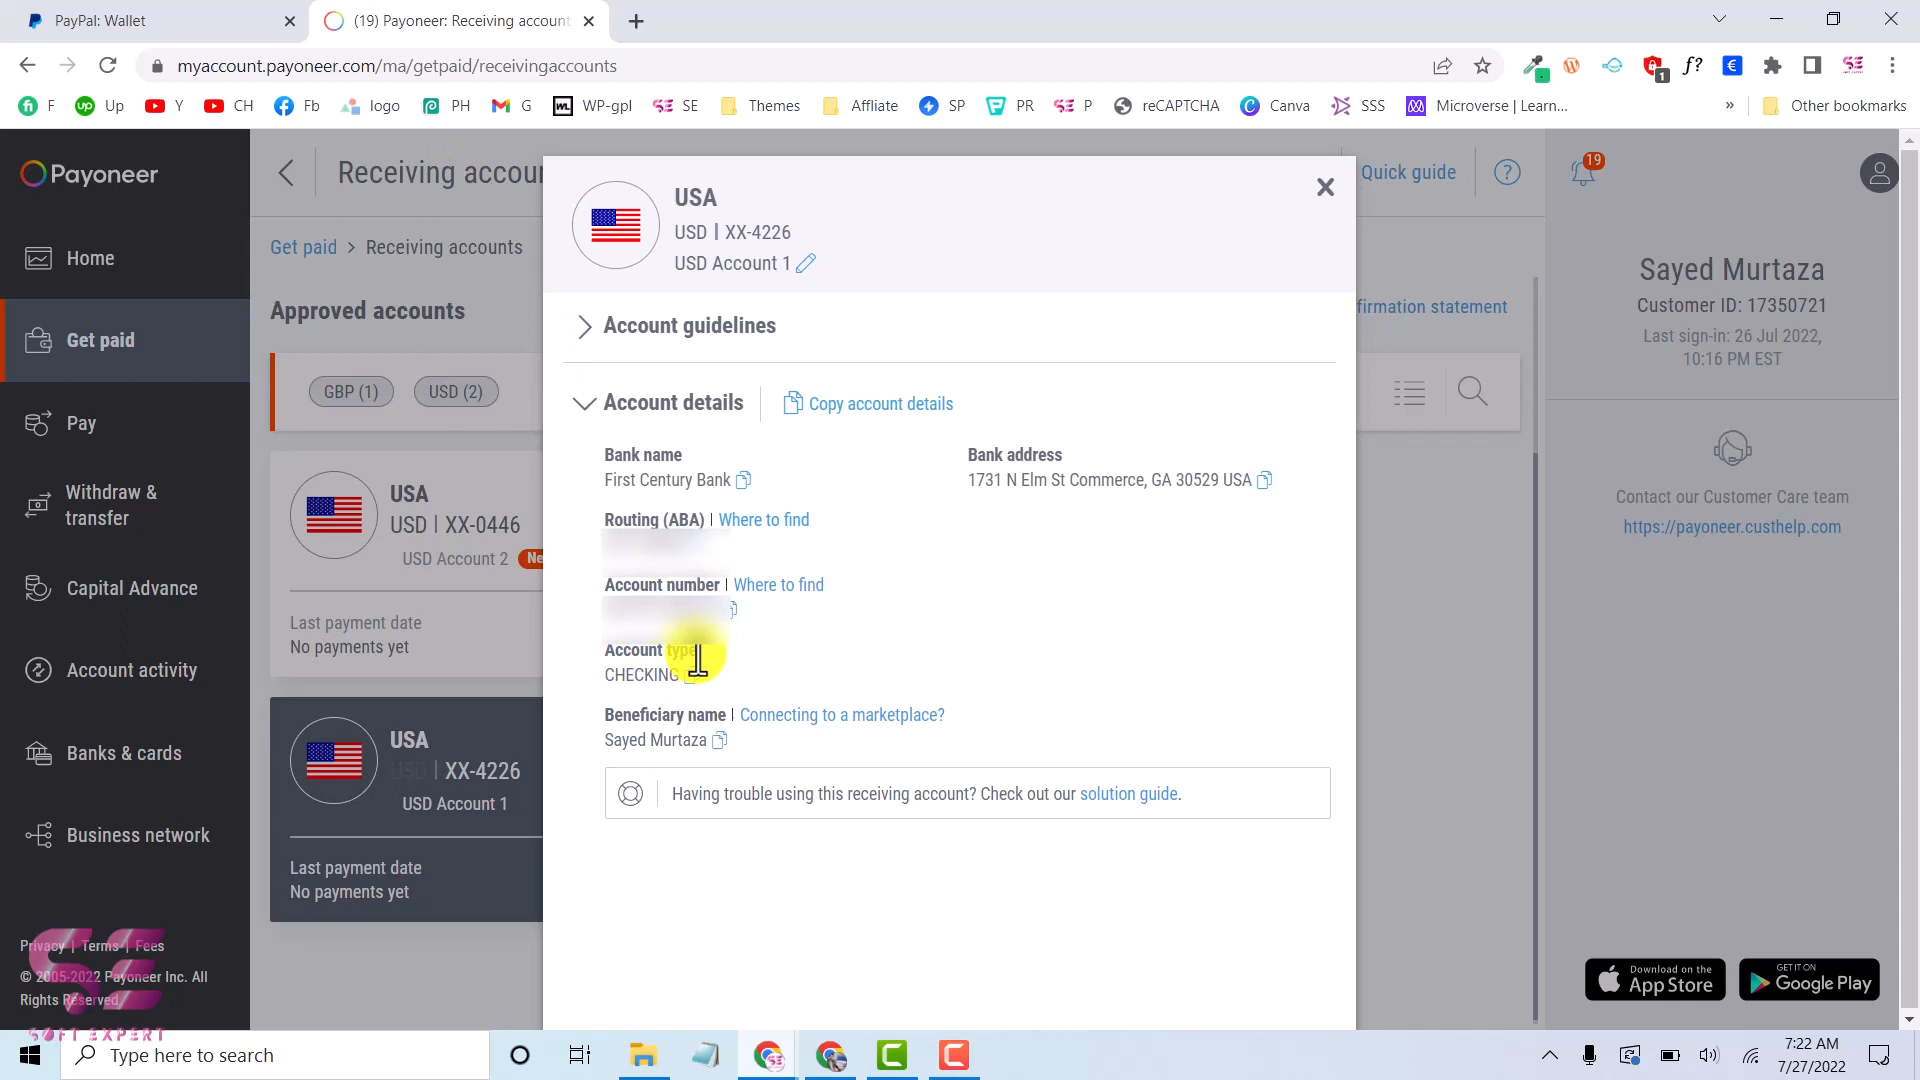 PayPal: Wallet
(19) Payoneer: Receiving account
myaccount.payoneer.com/ma/getpaid/receivingaccounts
F
Up
Y
CH
Fb
logo
PH
G
WP-gpl
SE
Themes
Affliate
SP
PR
P
reCAPTCHA
Canva
SSS
Microverse | Learn...
»
Other bookmarks
Payoneer
Home
Get paid
Pay
Withdraw &
transfer
Capital Advance
Account activity
Banks & cards
Business network
Privacy | Terms | Fees
© 2005-2022 Payoneer Inc. All
Rights Reserved
SE
SOFT EXPERT
Receiving accoun
Quick guide
?
19
Get paid > Receiving accounts
Approved accounts
firmation statement
GBP (1)
USD (2)
USA
USD | XX-0446
USD Account 2
Ne
Last payment date
No payments yet
USA
USD | XX-4226
USD Account 1
Last payment date
No payments yet
USA
USD | XX-4226
USD Account 1
Account guidelines
Account details
Copy account details
Bank name
First Century Bank
Bank address
1731 N Elm St Commerce, GA 30529 USA
Routing (ABA) | Where to find
Account number | Where to find
Account type
CHECKING
Beneficiary name | Connecting to a marketplace?
Sayed Murtaza
Having trouble using this receiving account? Check out our solution guide.
Sayed Murtaza
Customer ID: 17350721
Last sign-in: 26 Jul 2022,
10:16 PM EST
Contact our Customer Care team
https://payoneer.custhelp.com
Download on the
App Store
GET IT ON
Google Play
Type here to search
7:22 AM
7/27/2022